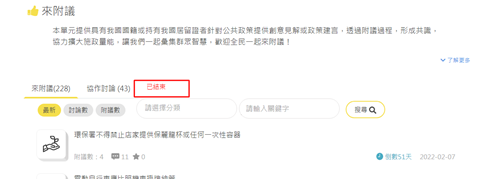 來附議
本單元提供具有我國國籍或持有我國居留證者針對公共政策提供創意見解或政策建言，透過附議過程，形成共識，
協力擴大施政量能，讓我們一起彙集群眾智慧，歡迎全民一起來附議！
了解更多
來附議(228) 協作討論 (43) 已結束
最新 討論數 附議數 請選擇分類 請輸入關鍵字 搜尋
環保署不得禁止店家提供保麗龍杯或任何一次性容器
附議數：4 11 0 倒數51天 2022-02-07